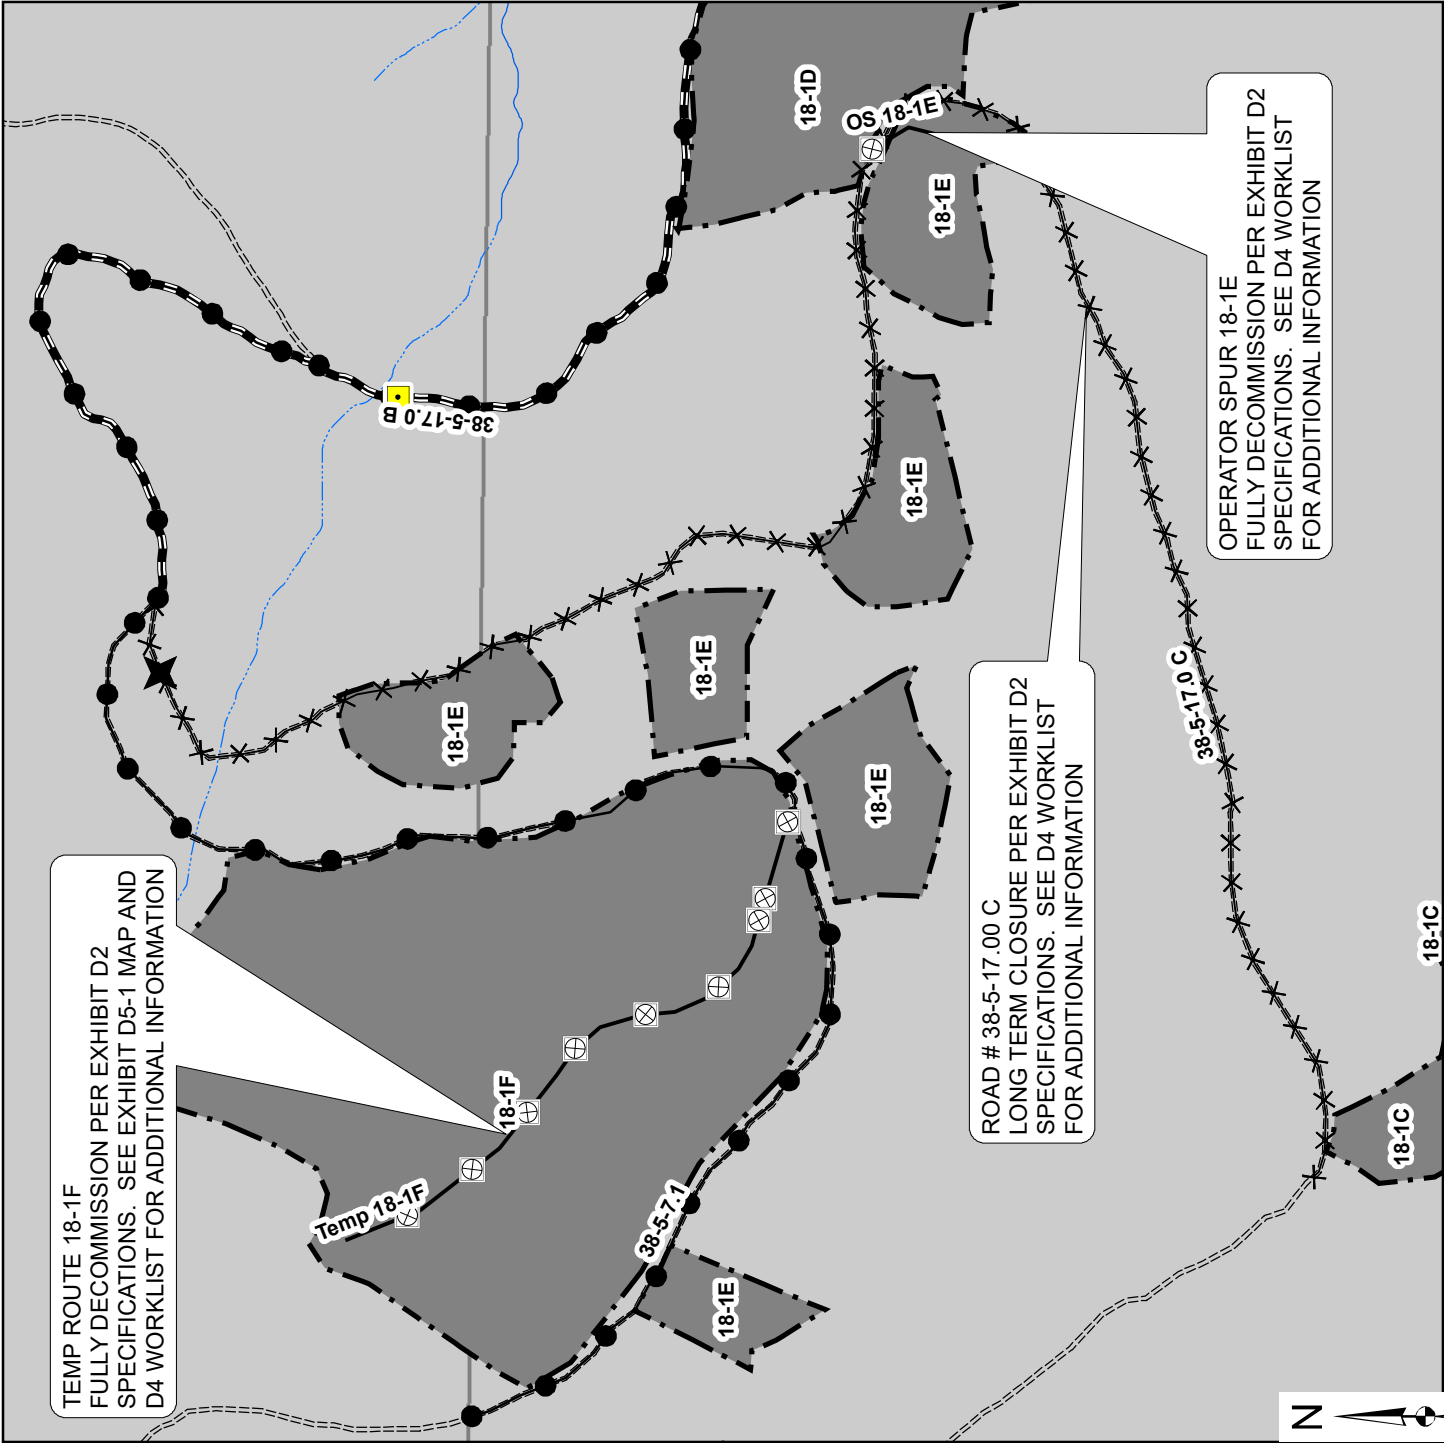 TEMP ROUTE 18-1F
FULLY DECOMMISSION PER EXHIBIT D2
SPECIFICATIONS.  SEE EXHIBIT D5-1 MAP AND
D4 WORKLIST FOR ADDITIONAL INFORMATION
Temp 18-1F
18-1F
38-5-17.0 B
18-1E
18-1E
38-5-7.1
18-1E
18-1D
OS 18-1E
18-1E
18-1E
18-1E
ROAD # 38-5-17.00 C
LONG TERM CLOSURE PER EXHIBIT D2
SPECIFICATIONS.  SEE D4 WORKLIST
FOR ADDITIONAL INFORMATION
38-5-17.0 C
OPERATOR SPUR 18-1E
FULLY DECOMMISSION PER EXHIBIT D2
SPECIFICATIONS.  SEE D4 WORKLIST
FOR ADDITIONAL INFORMATION
18-1C
18-1C
N